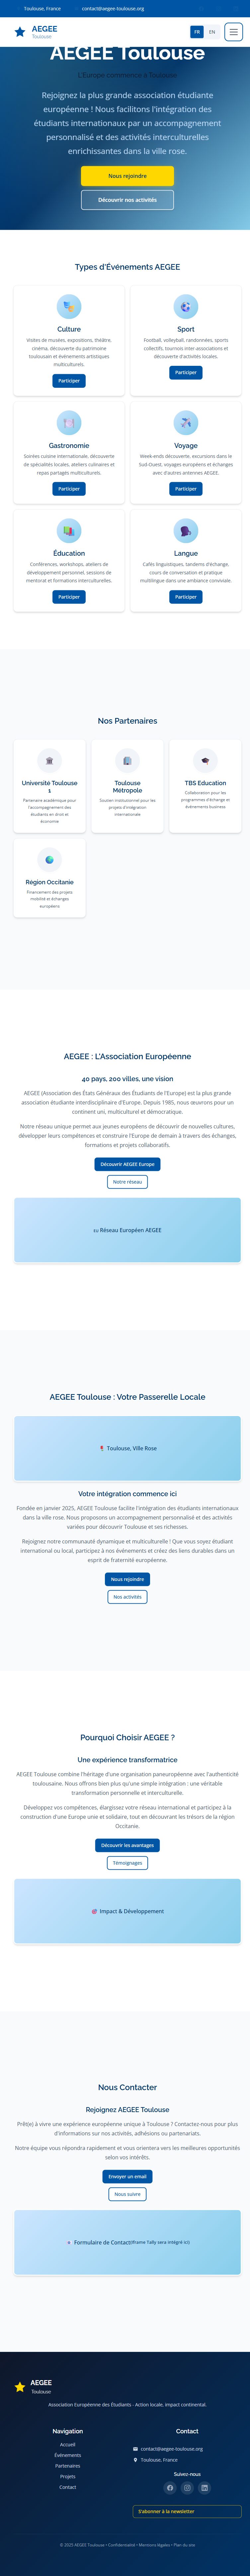 Toulouse, France
contact@aegee-toulouse.org
AEGEE
Toulouse
FR
EN
AEGEE Toulouse
L'Europe commence à Toulouse
Rejoignez la plus grande association étudiante
européenne ! Nous intégrons les étudiants
internationaux par un accompagnement
personnalisé et des activités interculturelles
enrichissantes dans la ville rose.
Nous rejoindre
Découvrir nos activités
Types d'Événements AEGEE
Culture
Visites de musées, expositions, théâtre,
cinéma, découverte du patrimoine
toulousain et événements artistiques
multiculturels.
Participer
Sport
Football, volleyball, randonnées, sports
collectifs, tournois inter-associations et
découverte d'activités locales.
Participer
Gastronomie
Soirées cuisine internationale, découverte
de spécialités locales, ateliers culinaires et
repas partagés multiculturels.
Participer
Voyage
Week-ends découverte, excursions dans le
Sud-Ouest, voyages européens et échanges
avec d'autres antennes AEGEE.
Participer
Éducation
Conférences, workshops, ateliers de
développement personnel, sessions de
mentorat et formations interculturelles.
Participer
Langue
Cafés linguistiques, tandems d'échange,
cours de conversation et pratique
multilingue dans une ambiance conviviale.
Participer
Nos Partenaires
Université Toulouse
1
Partenaire académique pour
l'accompagnement des
étudiants en droit et
économie
Toulouse
Métropole
Soutien institutionnel pour les
projets d'intégration
internationale
TBS Education
Collaboration pour les
programmes d'échange et
événements business
Région Occitanie
Financement des projets
mobilité et échanges
européens
AEGEE : L'Association Européenne
40 pays, 200 villes, une vision
AEGEE (Association des États Généraux des Étudiants de l'Europe) est la plus grande
association étudiante interdisciplinaire d'Europe. Depuis 1985, nous œuvrons pour un
continent uni, multiculturel et démocratique.
Notre réseau unique permet aux jeunes européens de découvrir de nouvelles cultures,
développer leurs compétences et construire l'Europe de demain à travers des échanges,
formations et projets collaboratifs.
Découvrir AEGEE Europe
Notre réseau
Réseau Européen AEGEE
AEGEE Toulouse : Votre Passerelle Locale
Toulouse, Ville Rose
Votre intégration commence ici
Fondée en janvier 2025, AEGEE Toulouse facilite l'intégration des étudiants internationaux
dans la ville rose. Nous proposons un accompagnement personnalisé et des activités
variées pour découvrir Toulouse et ses richesses.
Rejoignez notre communauté dynamique et multiculturelle ! Que vous soyez étudiant
international ou local, participez à nos événements et créez des liens durables dans un
esprit de fraternité européenne.
Nous rejoindre
Nos activités
Pourquoi Choisir AEGEE ?
Une expérience transformatrice
AEGEE Toulouse combine l'héritage d'une organisation paneuropéenne avec l'authenticité
toulousaine. Nous offrons bien plus qu'une simple intégration : une véritable
transformation personnelle et interculturelle.
Développez vos compétences, élargissez votre réseau international et participez à la
construction d'une Europe unie et solidaire, tout en découvrant les trésors de la région
Occitanie.
Découvrir les avantages
Témoignages
Impact & Développement
Nous Contacter
Rejoignez AEGEE Toulouse
Prêt(e) à vivre une expérience européenne unique à Toulouse ? Contactez-nous pour plus
d'informations sur nos activités, adhésions ou partenariats.
Notre équipe vous répondra rapidement et vous orientera vers les meilleures opportunités
selon vos intérêts.
Envoyer un email
Nous suivre
Formulaire de Contact(Iframe Tally sera intégré ici)
AEGEE
Toulouse
Association Européenne des Étudiants - Action locale, impact continental.
Navigation
Accueil
Événements
Partenaires
Projets
Contact
Contact
contact@aegee-toulouse.org
Toulouse, France
Suivez-nous
S'abonner à la newsletter
© 2025 AEGEE Toulouse • Confidentialité • Mentions légales • Plan du site